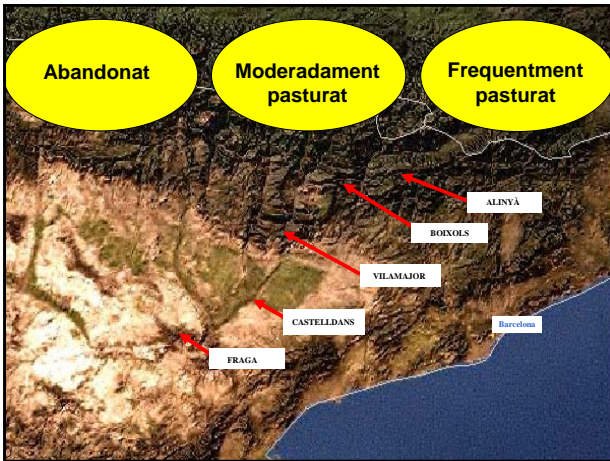 Abandonat
Moderadament
pasturat
Frequentment
pasturat
ALINYÀ
BOIXOLS
VILAMAJOR
CASTELLDANS
Barcelona
FRAGA